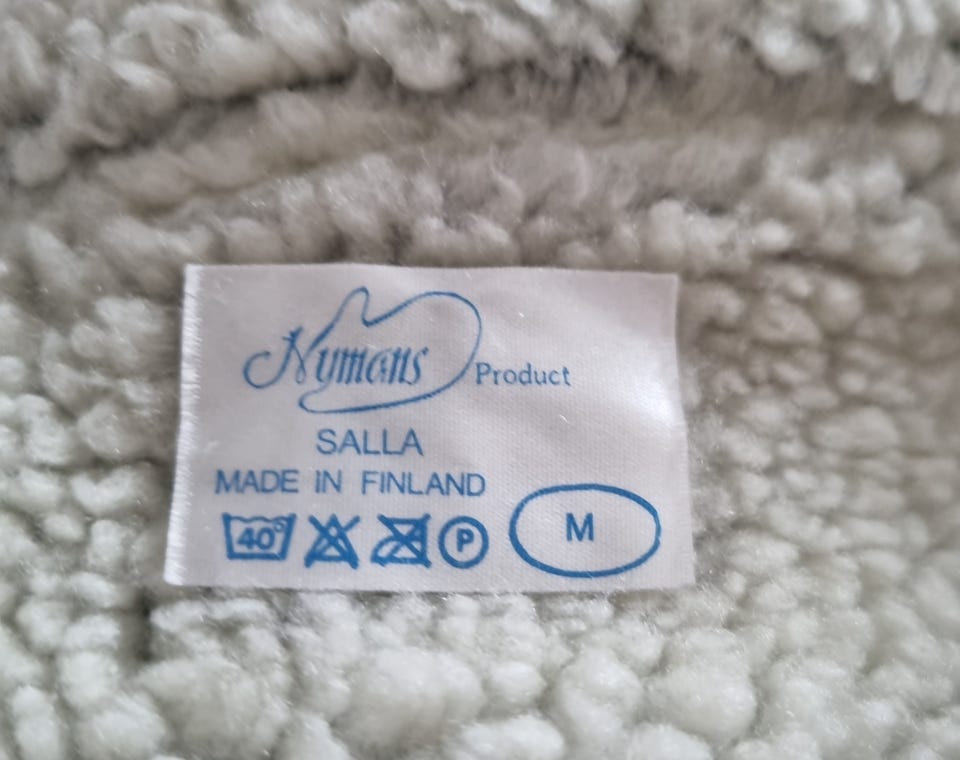 Nymans Product
SALLA
MADE IN FINLAND
40° P M